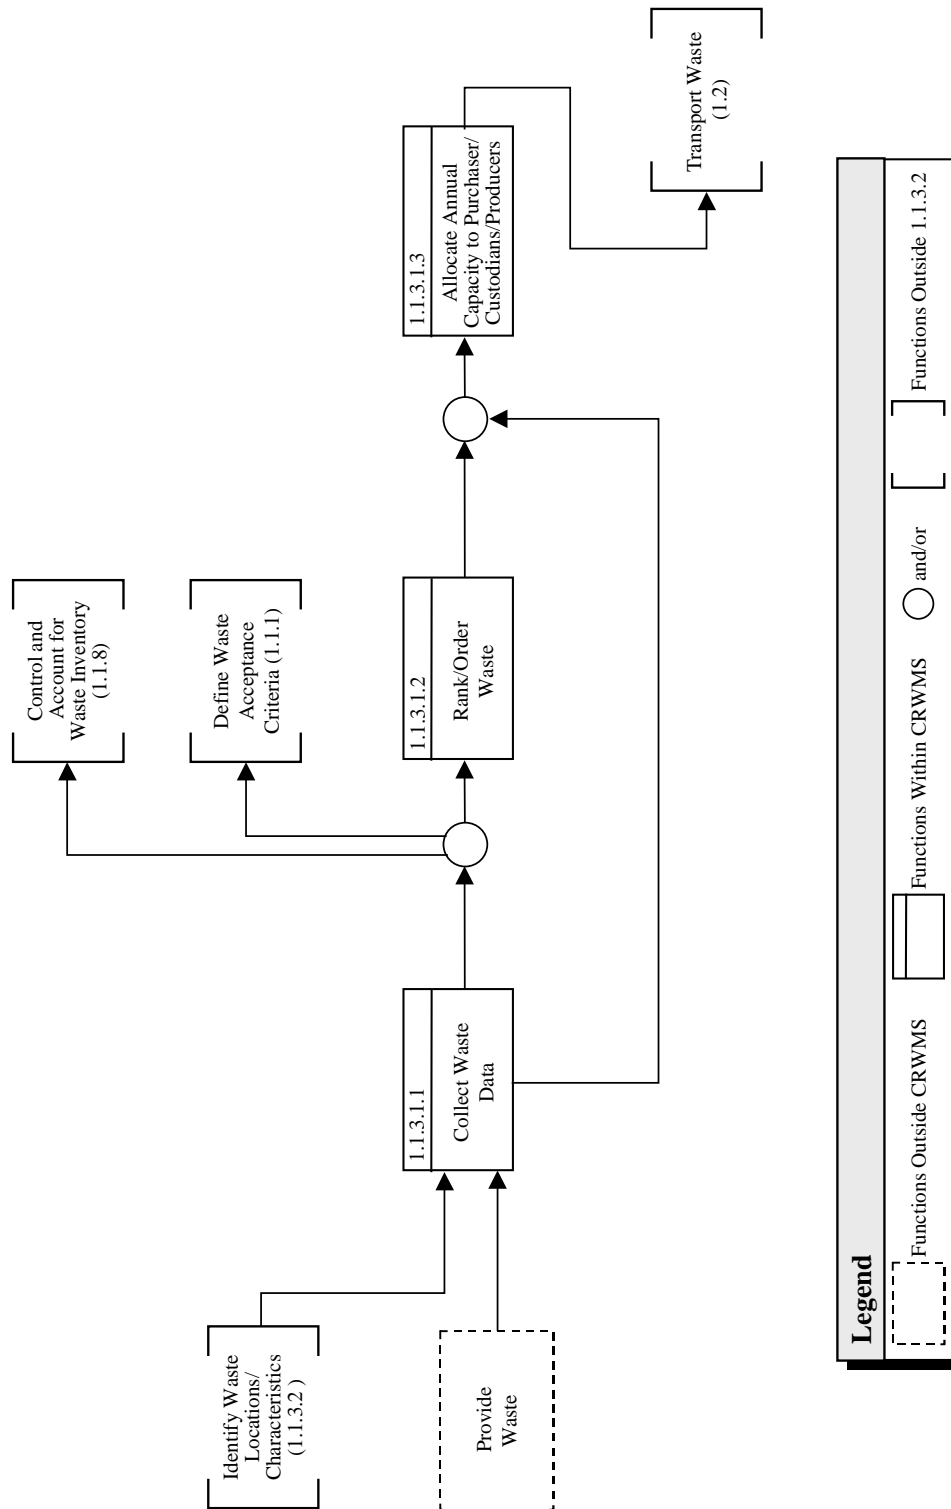 Identify Waste
Locations/
Characteristics
(1.1.3.2 )
Provide
Waste
1.1.3.1.1
Collect Waste
Data
Control and
Account for
Waste Inventory
(1.1.8)
Define Waste
Acceptance
Criteria (1.1.1)
1.1.3.1.2
Rank/Order
Waste
1.1.3.1.3
Allocate Annual
Capacity to Purchaser/
Custodians/Producers
Transport Waste
(1.2)
Legend
Functions Outside CRWMS
Functions Within CRWMS
and/or
Functions Outside 1.1.3.2